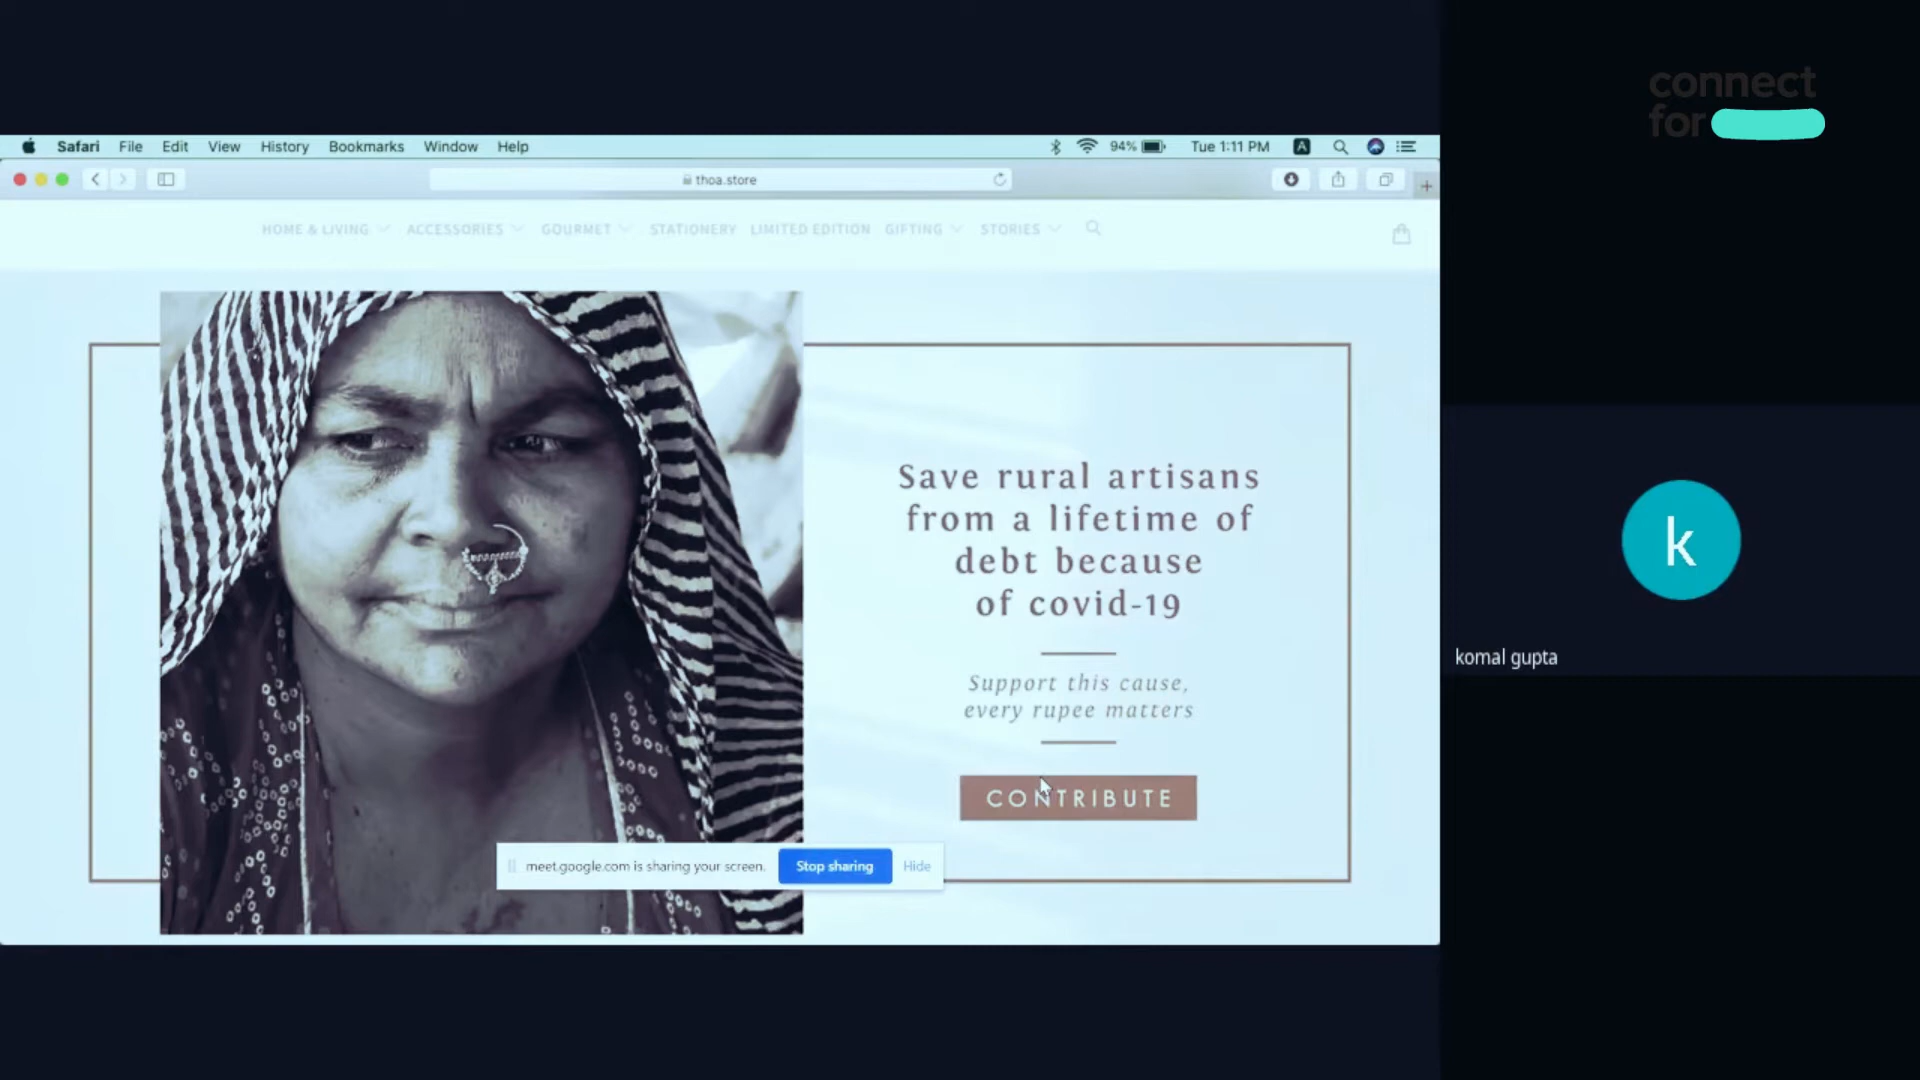 connect
for
Safari File Edit View History Bookmarks Window Help 94% Tue 1:11 PM A
thoa.store
HOME & LIVING ACCESSORIES GOURMET STATIONERY LIMITED EDITION GIFTING STORIES
Save rural artisans
from a lifetime of
debt because
of covid-19
Support this cause,
every rupee matters
CONTRIBUTE
meet.google.com is sharing your screen. Stop sharing Hide
k
komal gupta